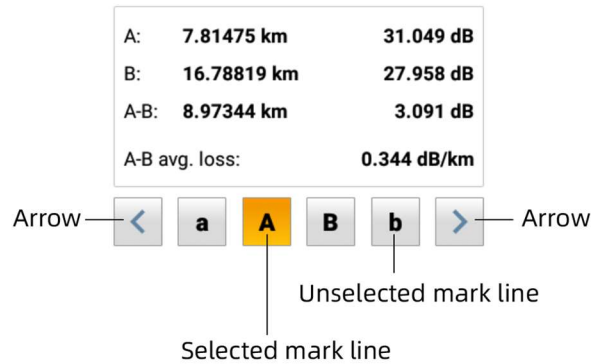 A: 7.81475 km 31.049 dB
B: 16.78819 km 27.958 dB
A-B: 8.97344 km 3.091 dB
A-B avg. loss: 0.344 dB/km
Arrow a A B b Arrow
Unselected mark line
Selected mark line